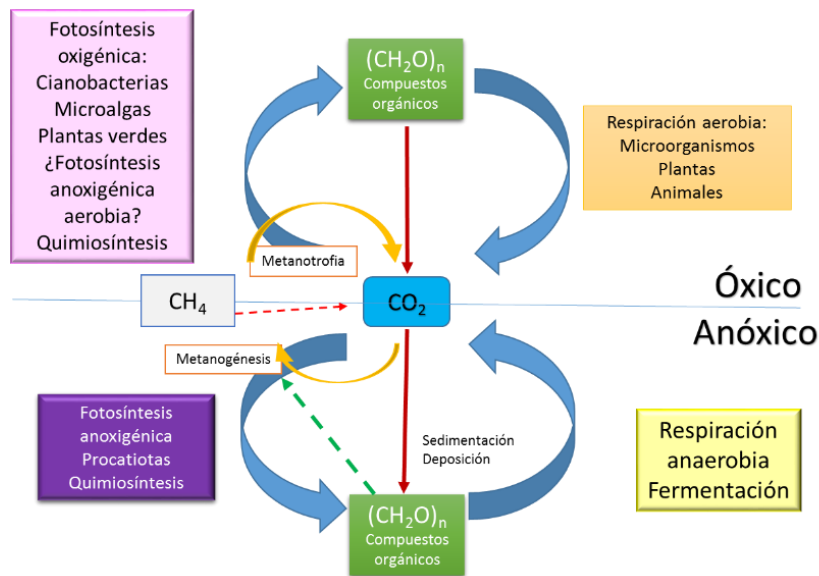 Fotosíntesis
oxigénica:
Cianobacterias
Microalgas
Plantas verdes
¿Fotosíntesis
anoxigénica
aerobia?
Quimiosíntesis
(CH₂O)ₙ
Compuestos
orgánicos
Respiración aerobia:
Microorganismos
Plantas
Animales
Metanotrofia
CH₄
CO₂
Óxico
Anóxico
Metanogénesis
Fotosíntesis
anoxigénica
Procatiotas
Quimiosíntesis
Sedimentación
Deposición
Respiración
anaerobia
Fermentación
(CH₂O)ₙ
Compuestos
orgánicos